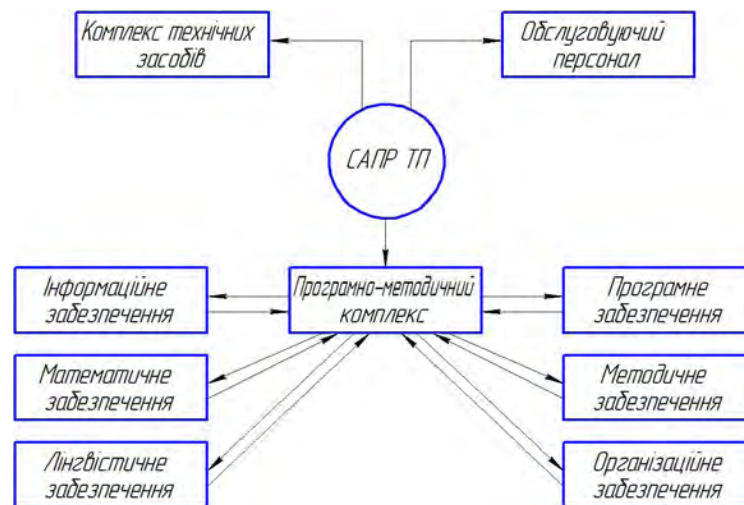 Комплекс технічних
засобів
Обслуговуючий
персонал
САПР ТП
Інформаційне
забезпечення
Програмно-методичний
комплекс
Програмне
забезпечення
Математичне
забезпечення
Методичне
забезпечення
Лінгвістичне
забезпечення
Організаційне
забезпечення